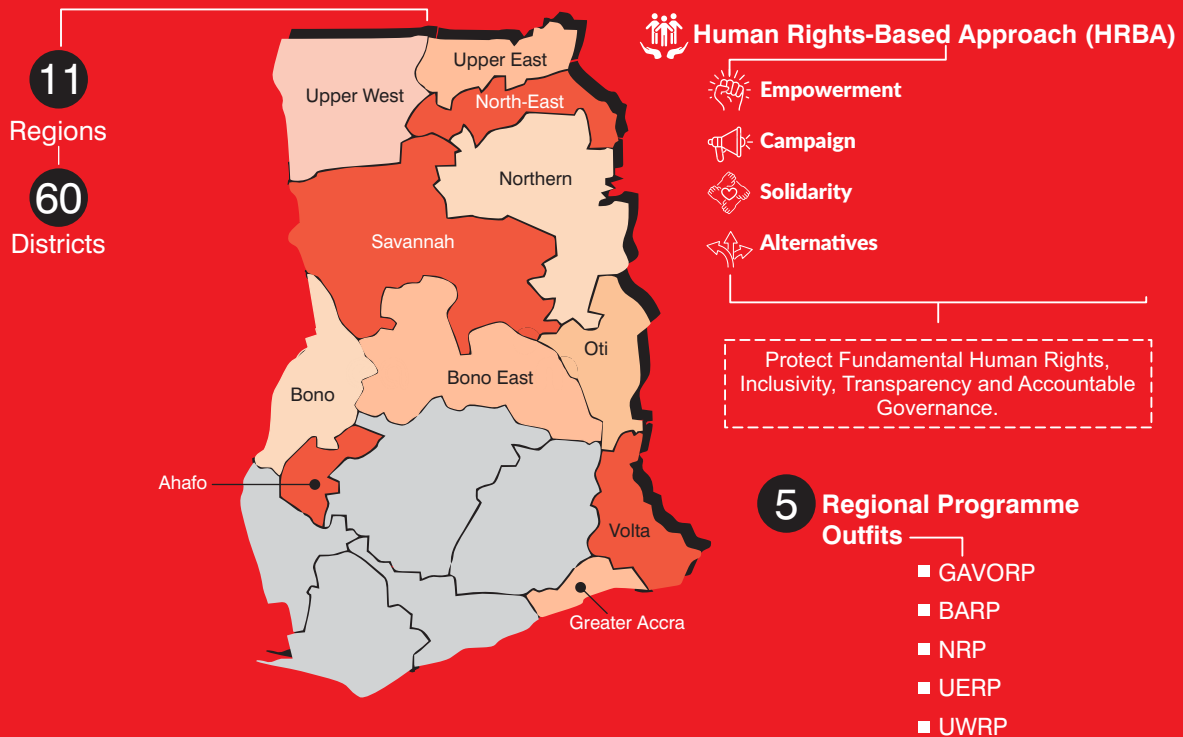 11
Regions
60
Districts
Upper East
Upper West
North-East
Northern
Savannah
Oti
Bono East
Bono
Ahafo
Volta
Greater Accra
Human Rights-Based Approach (HRBA)
Empowerment
Campaign
Solidarity
Alternatives
Protect Fundamental Human Rights,
Inclusivity, Transparency and Accountable
Governance.
5
Regional Programme
Outfits
GAVORP
BARP
NRP
UERP
UWRP